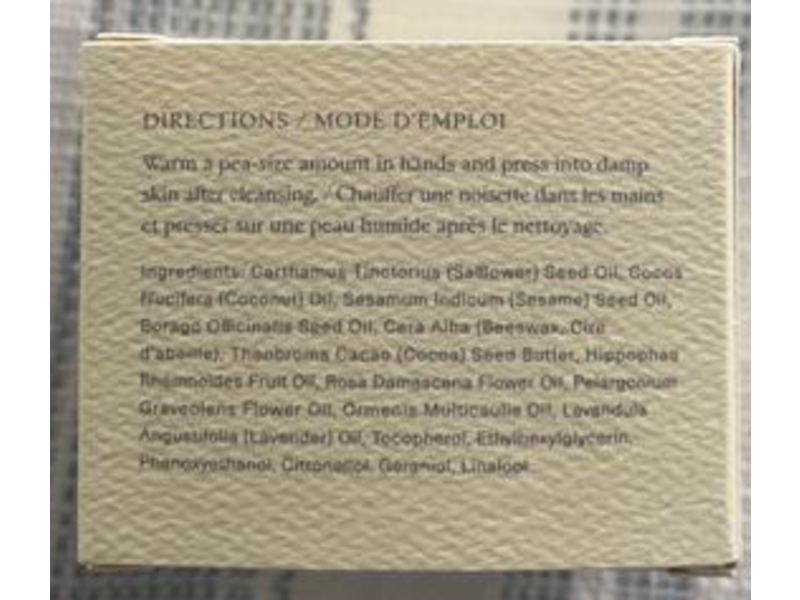 DIRECTIONS / MODE D'EMPLOI
Warm a pea-size amount in hands and press into damp
skin after cleansing. / Chauffer une noisette dans les mains
et presser sur une peau humide après le nettoyage.
Ingredients: Carthamus Tinctorius (Safflower) Seed Oil, Cocos
Nucifera (Coconut) Oil, Sesamum Indicum (Sesame) Seed Oil,
Borago Officinalis Seed Oil, Cera Alba (Beeswax, Cire
d'abeille), Theobroma Cacao (Cocoa) Seed Butter, Hippophae
Rhamnoides Fruit Oil, Rosa Damascena Flower Oil, Pelargonium
Graveolens Flower Oil, Ormenis Multicaulis Oil, Lavandula
Angustifolia (Lavender) Oil, Tocopherol, Ethylhexylglycerin,
Phenoxyethanol, Citronellol, Geraniol, Linalool.